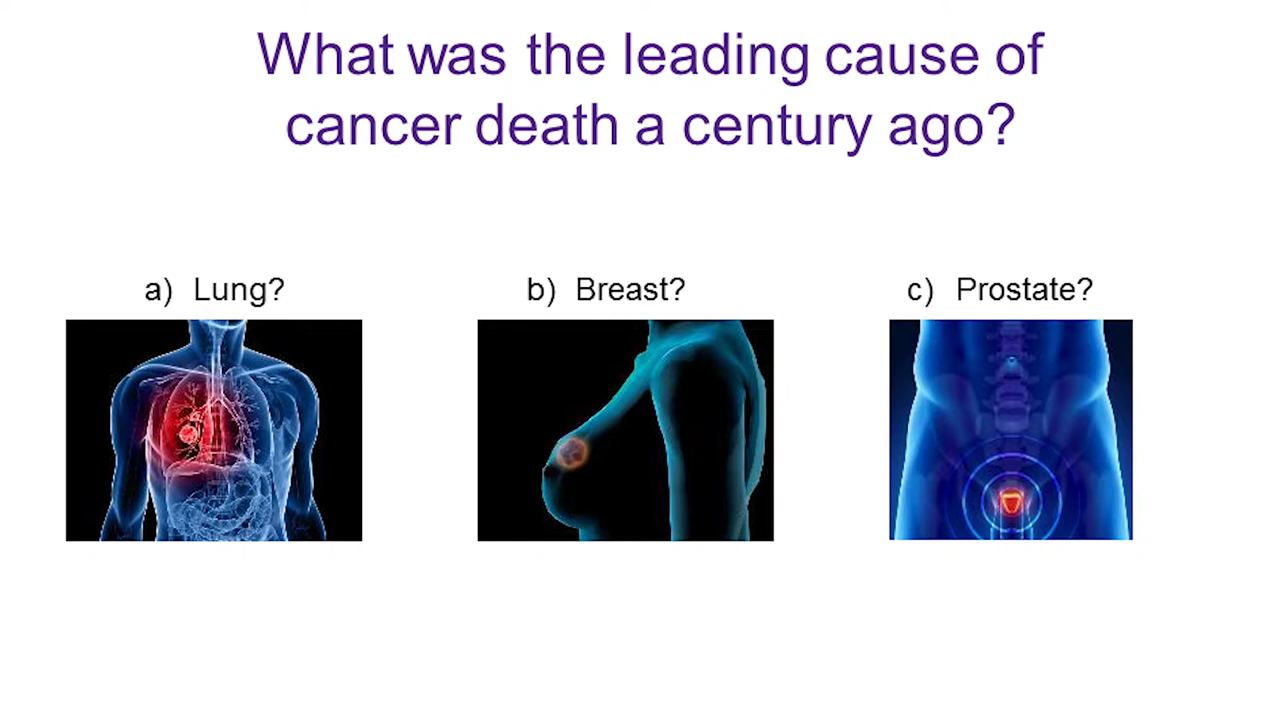 What was the leading cause of
cancer death a century ago?
a) Lung?
b) Breast?
c) Prostate?